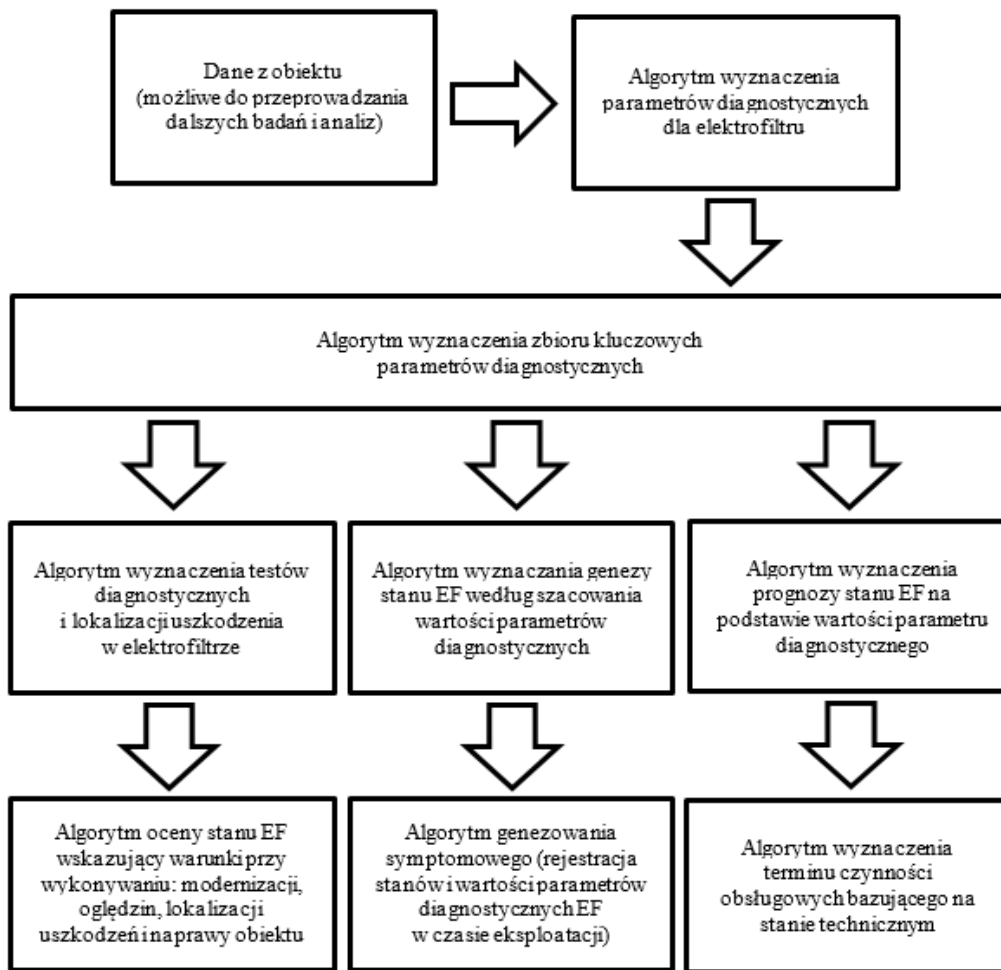 Dane z obiektu
(możliwe do przeprowadzania
dalszych badań i analiz)
Algorytm wyznaczenia
parametrów diagnostycznych
dla elektrofiltru
Algorytm wyznaczenia zbioru kluczowych
parametrów diagnostycznych
Algorytm wyznaczenia testów
diagnostycznych
i lokalizacji uszkodzenia
w elektrofiltrze
Algorytm wyznaczania genezy
stanu EF według szacowania
wartości parametrów
diagnostycznych
Algorytm wyznaczenia
prognozy stanu EF na
podstawie wartości parametru
diagnostycznego
Algorytm oceny stanu EF
wskazujący warunki przy
wykonywaniu: modernizacji,
oględzin, lokalizacji
uszkodzeń i naprawy obiektu
Algorytm genezowania
symptomowego (rejestracja
stanów i wartości parametrów
diagnostycznych EF
w czasie eksploatacji)
Algorytm wyznaczenia
terminu czynności
obsługowych bazującego na
stanie technicznym